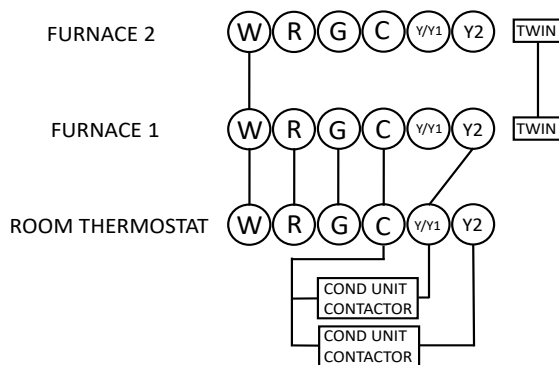 FURNACE 2 W R G C Y/Y1 Y2 TWIN
FURNACE 1 W R G C Y/Y1 Y2 TWIN
ROOM THERMOSTAT W R G C Y/Y1 Y2
COND UNIT
CONTACTOR
COND UNIT
CONTACTOR